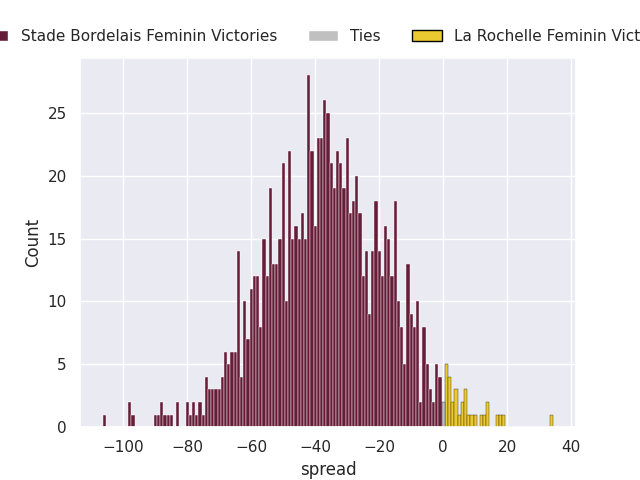 Stade Bordelais Feminin Victories Ties La Rochelle Feminin Vict
25
20
15
10
5
0
Count
−100 −80 −60 −40 −20 0 20 40
spread